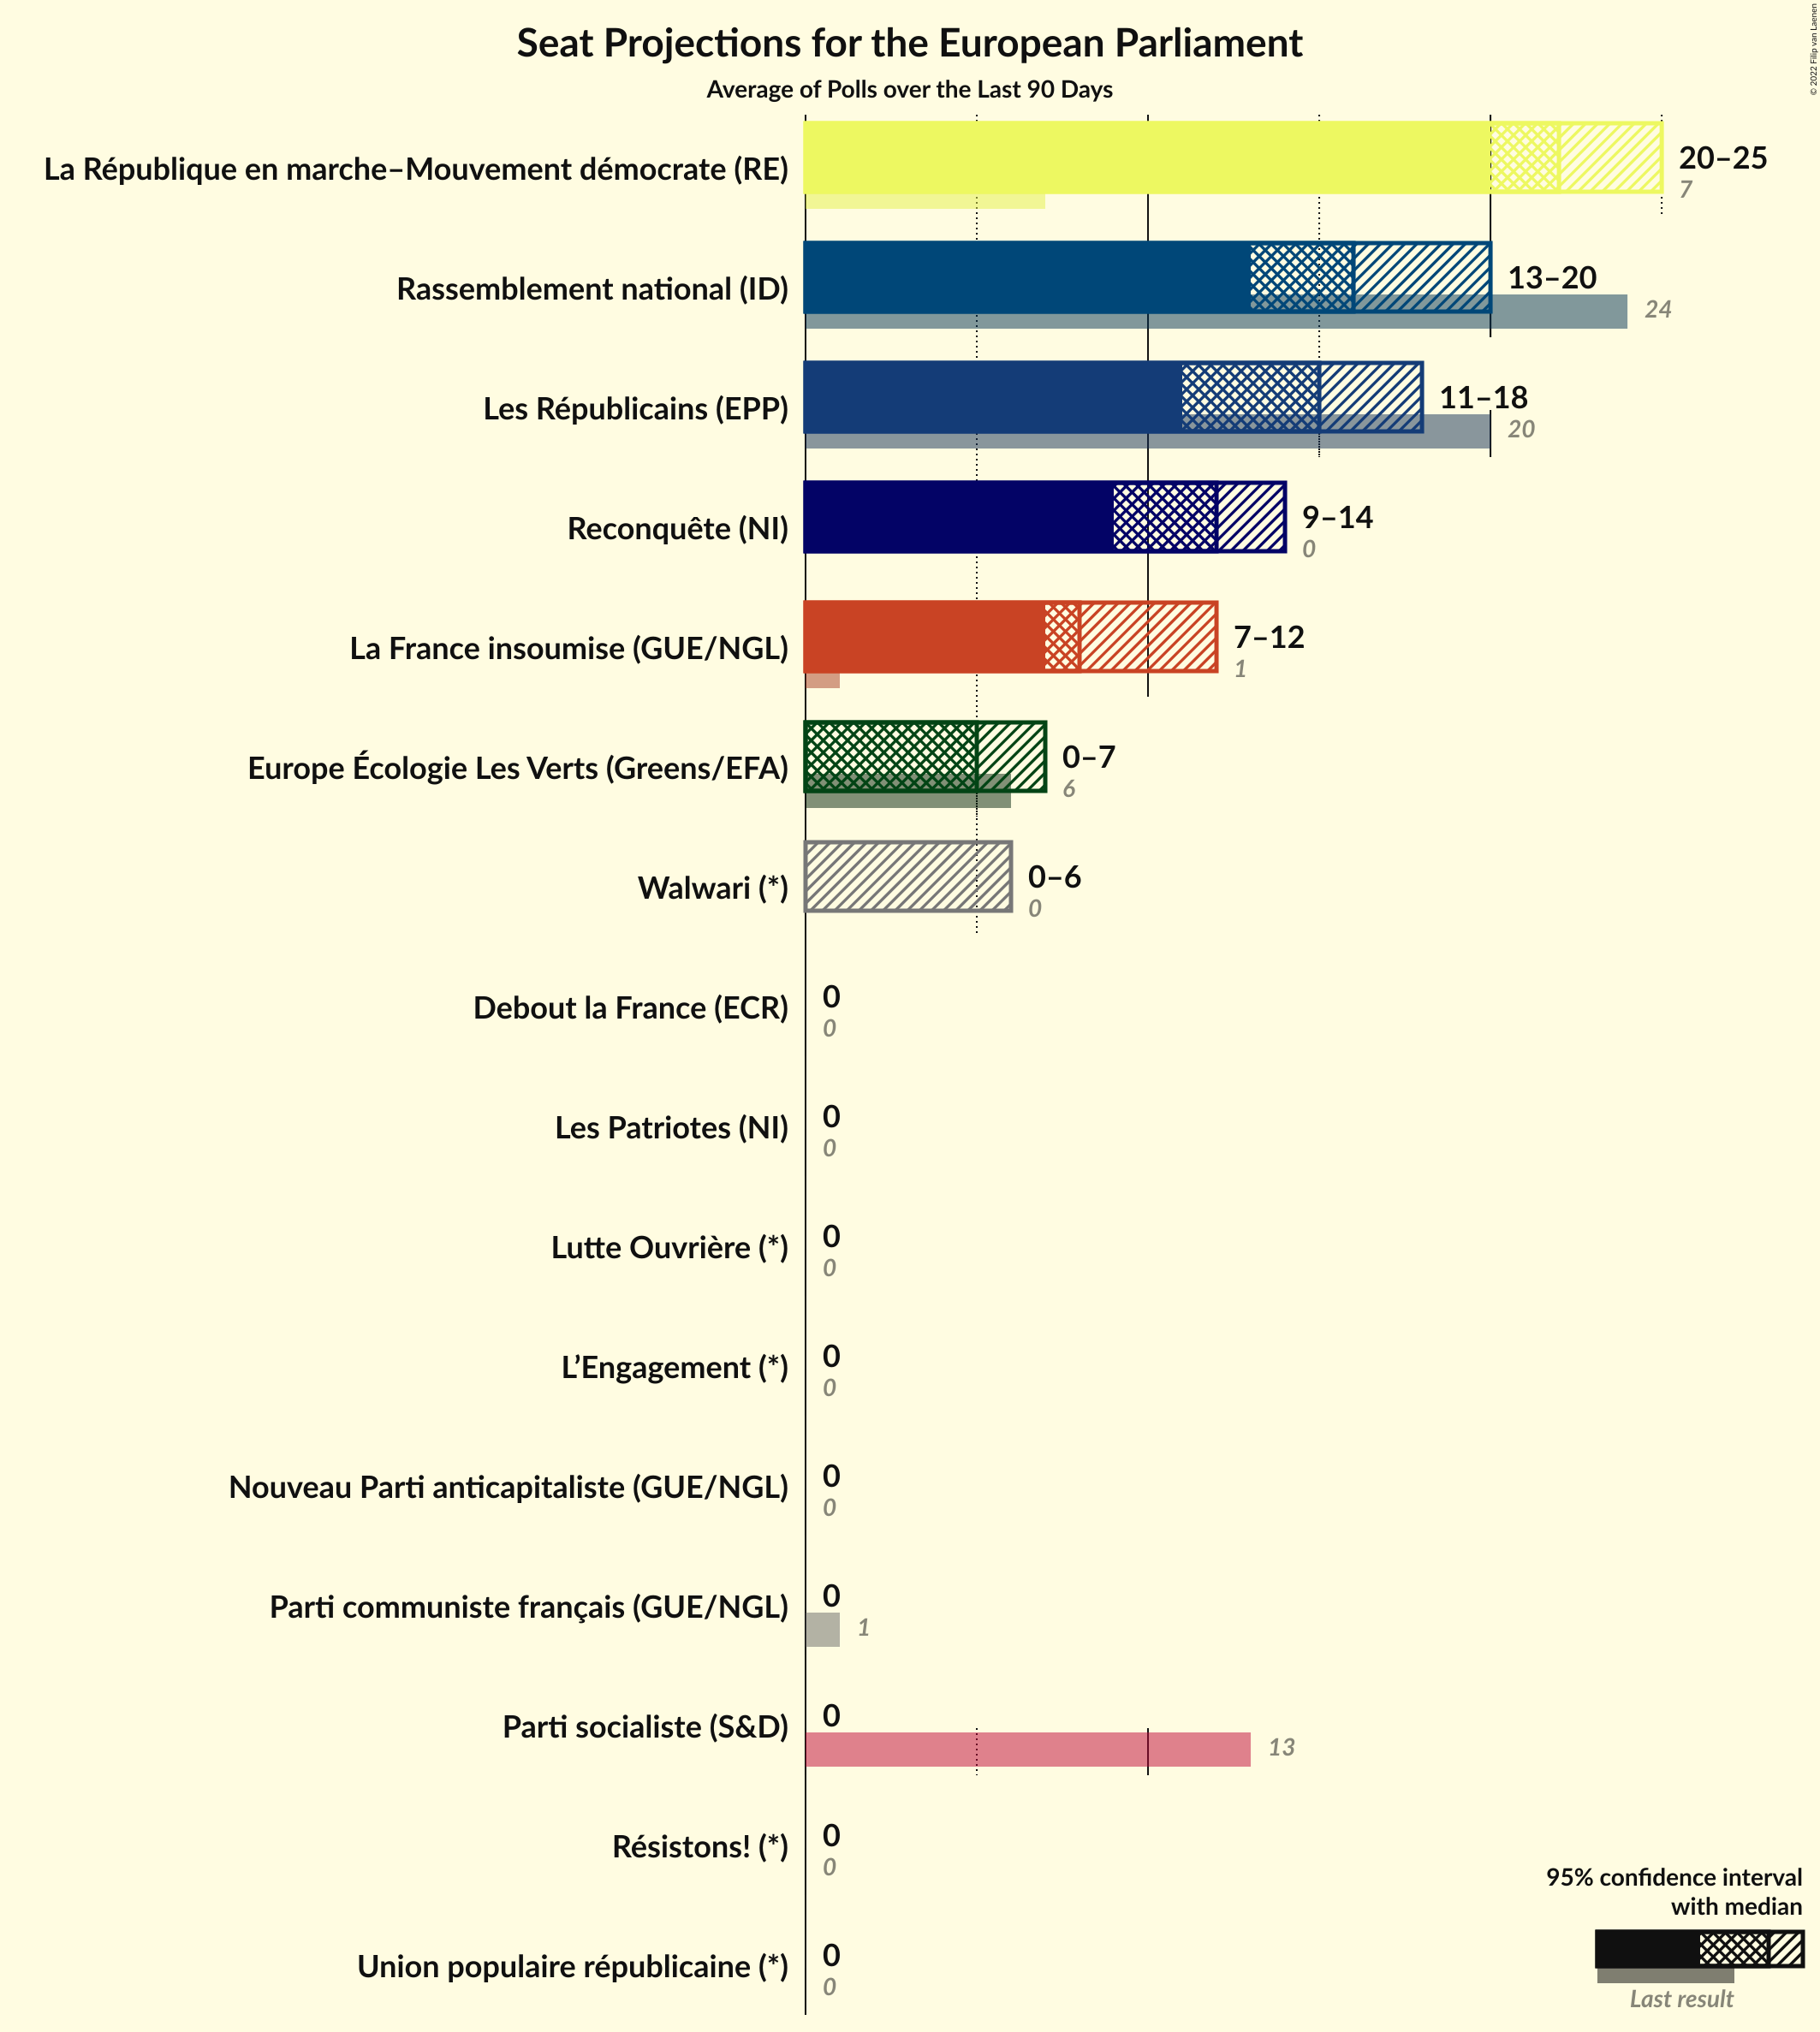 Seat Projections for the European Parliament
Average of Polls over the Last 90 Days
© 2022 Filip van Laenen
La République en marche–Mouvement démocrate (RE)
20–25
7
Rassemblement national (ID)
13–20
24
Les Républicains (EPP)
11–18
20
Reconquête (NI)
9–14
0
La France insoumise (GUE/NGL)
7–12
1
Europe Écologie Les Verts (Greens/EFA)
0–7
6
Walwari (*)
0–6
0
Debout la France (ECR)
0
0
Les Patriotes (NI)
0
0
Lutte Ouvrière (*)
0
0
L’Engagement (*)
0
0
Nouveau Parti anticapitaliste (GUE/NGL)
0
0
Parti communiste français (GUE/NGL)
0
1
Parti socialiste (S&D)
0
13
Résistons! (*)
0
0
Union populaire républicaine (*)
0
0
95% confidence interval
with median
Last result